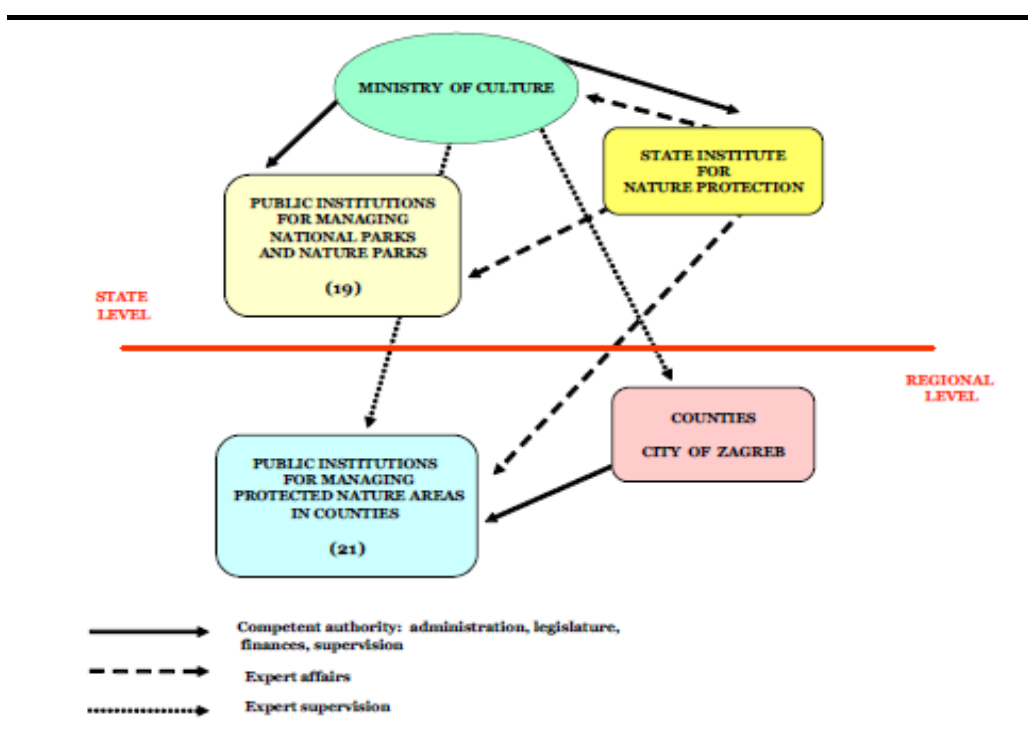 MINISTRY OF CULTURE
STATE INSTITUTE
FOR
NATURE PROTECTION
PUBLIC INSTITUTIONS
FOR MANAGING
NATIONAL PARKS
AND NATURE PARKS
(19)
STATE
LEVEL
REGIONAL
LEVEL
COUNTIES
CITY OF ZAGREB
PUBLIC INSTITUTIONS
FOR MANAGING
PROTECTED NATURE AREAS
IN COUNTIES
(21)
Competent authority: administration, legislature,
finances, supervision
Expert affairs
Expert supervision